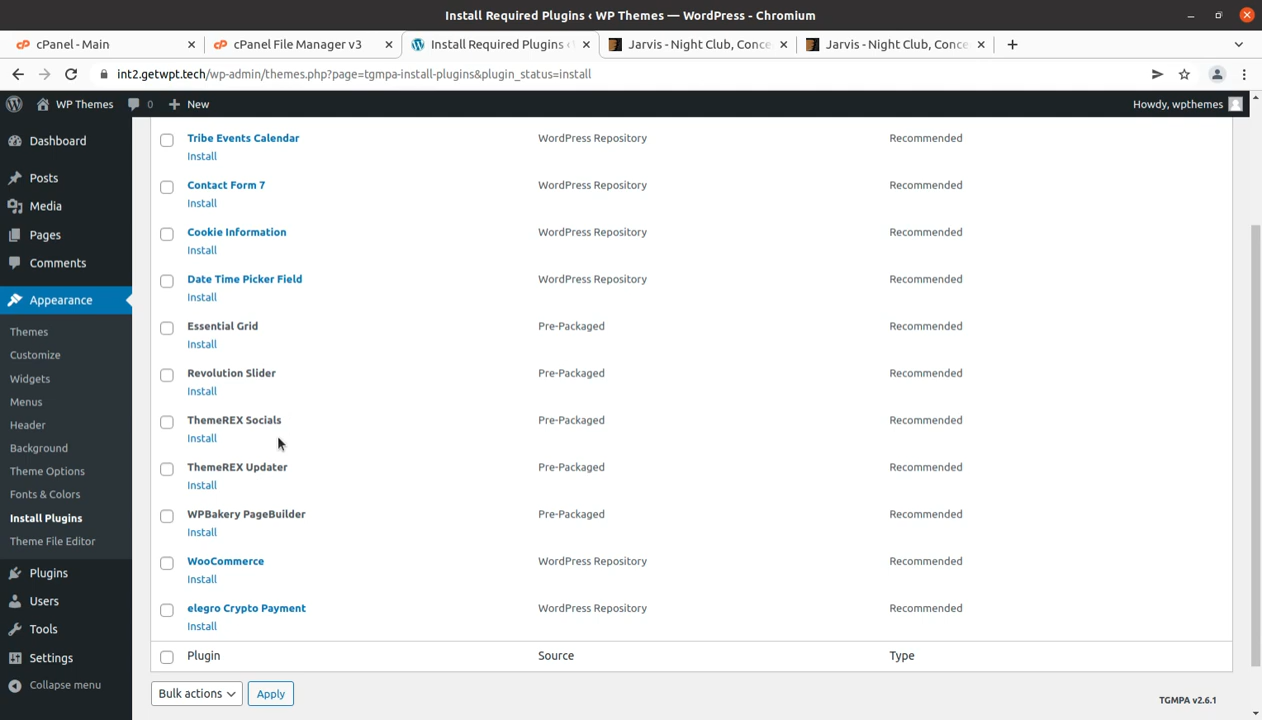 Install Required Plugins ‹ WP Themes — WordPress - Chromium
cPanel - Main
cPanel File Manager v3
Install Required Plugins ‹
Jarvis - Night Club, Conce
Jarvis - Night Club, Conce
int2.getwpt.tech/wp-admin/themes.php?page=tgmpa-install-plugins&plugin_status=install
WP Themes 0 New Howdy, wpthemes
Dashboard
Posts
Media
Pages
Comments
Appearance
Themes
Customize
Widgets
Menus
Header
Background
Theme Options
Fonts & Colors
Install Plugins
Theme File Editor
Plugins
Users
Tools
Settings
Collapse menu
Tribe Events Calendar WordPress Repository Recommended
Install
Contact Form 7 WordPress Repository Recommended
Install
Cookie Information WordPress Repository Recommended
Install
Date Time Picker Field WordPress Repository Recommended
Install
Essential Grid Pre-Packaged Recommended
Install
Revolution Slider Pre-Packaged Recommended
Install
ThemeREX Socials Pre-Packaged Recommended
Install
ThemeREX Updater Pre-Packaged Recommended
Install
WPBakery PageBuilder Pre-Packaged Recommended
Install
WooCommerce WordPress Repository Recommended
Install
elegro Crypto Payment WordPress Repository Recommended
Install
Plugin Source Type
Bulk actions Apply
TGMPA v2.6.1